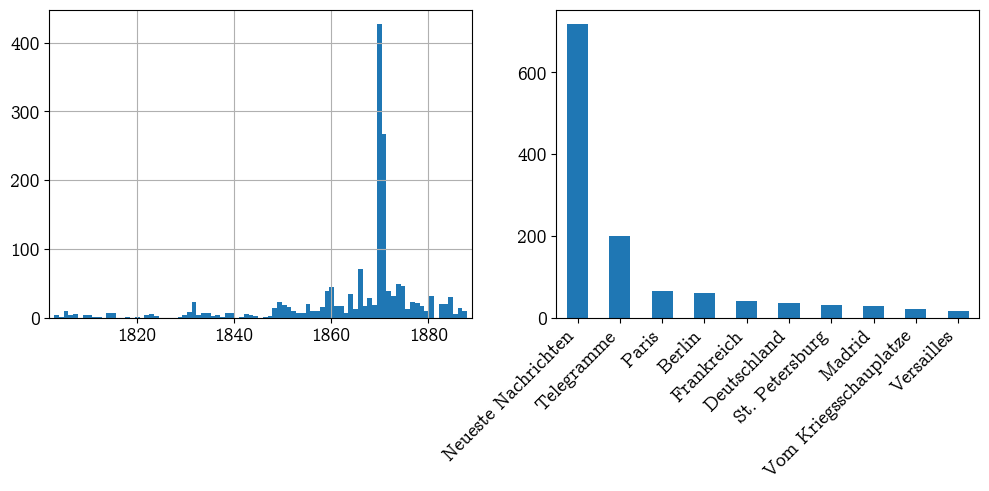 400
300
200
100
0
1820 1840 1860 1880
600
400
200
0
Neueste Nachrichten
Telegramme
Paris
Berlin
Frankreich
Deutschland
St. Petersburg
Madrid
Vom Kriegsschauplatze
Versailles